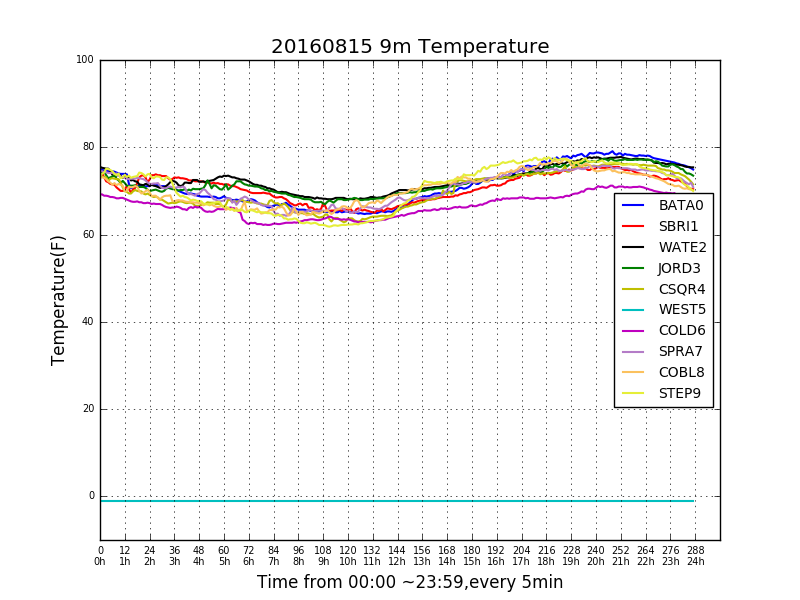 20160815 9m Temperature
Temperature(F)
100
80
60
40
20
0
BATA0
SBRI1
WATE2
JORD3
CSQR4
WEST5
COLD6
SPRA7
COBL8
STEP9
0 12 24 36 48 60 72 84 96 108 120 132 144 156 168 180 192 204 216 228 240 252 264 276 288
0h 1h 2h 3h 4h 5h 6h 7h 8h 9h 10h 11h 12h 13h 14h 15h 16h 17h 18h 19h 20h 21h 22h 23h 24h
Time from 00:00 ~23:59,every 5min